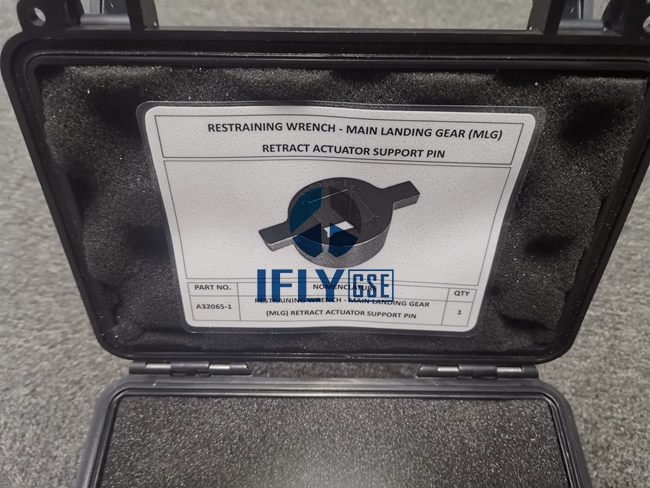 RESTRAINING WRENCH - MAIN LANDING GEAR (MLG)
RETRACT ACTUATOR SUPPORT PIN
IFLY GSE
PART NO. NOMENCLATURE QTY
A32065-1 RESTRAINING WRENCH - MAIN LANDING GEAR 1
(MLG) RETRACT ACTUATOR SUPPORT PIN